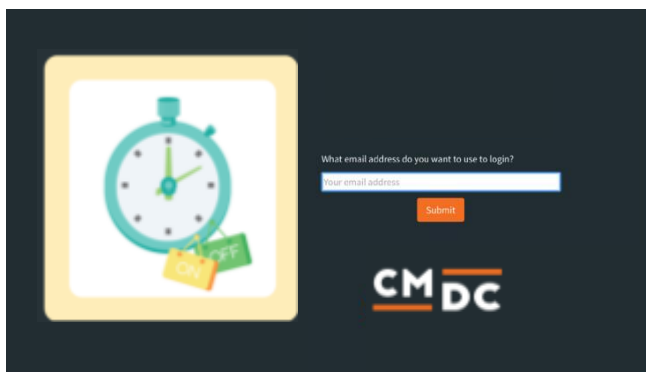 What email address do you want to use to login?
Your email address
Submit
OFF
ON
CM
DC